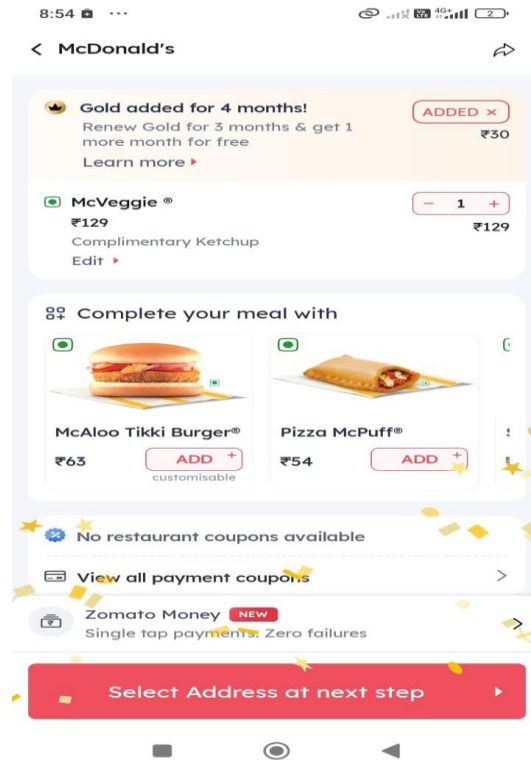 8:54
VoLTE 4G+ 2
McDonald's
Gold added for 4 months!
ADDED ×
Renew Gold for 3 months & get 1
more month for free
₹30
Learn more
McVeggie ®
− 1 +
₹129
₹129
Complimentary Ketchup
Edit
Complete your meal with
McAloo Tikki Burger®
₹63
ADD +
customisable
Pizza McPuff®
₹54
ADD +
No restaurant coupons available
View all payment coupons
Zomato Money NEW
Single tap payments. Zero failures
Select Address at next step